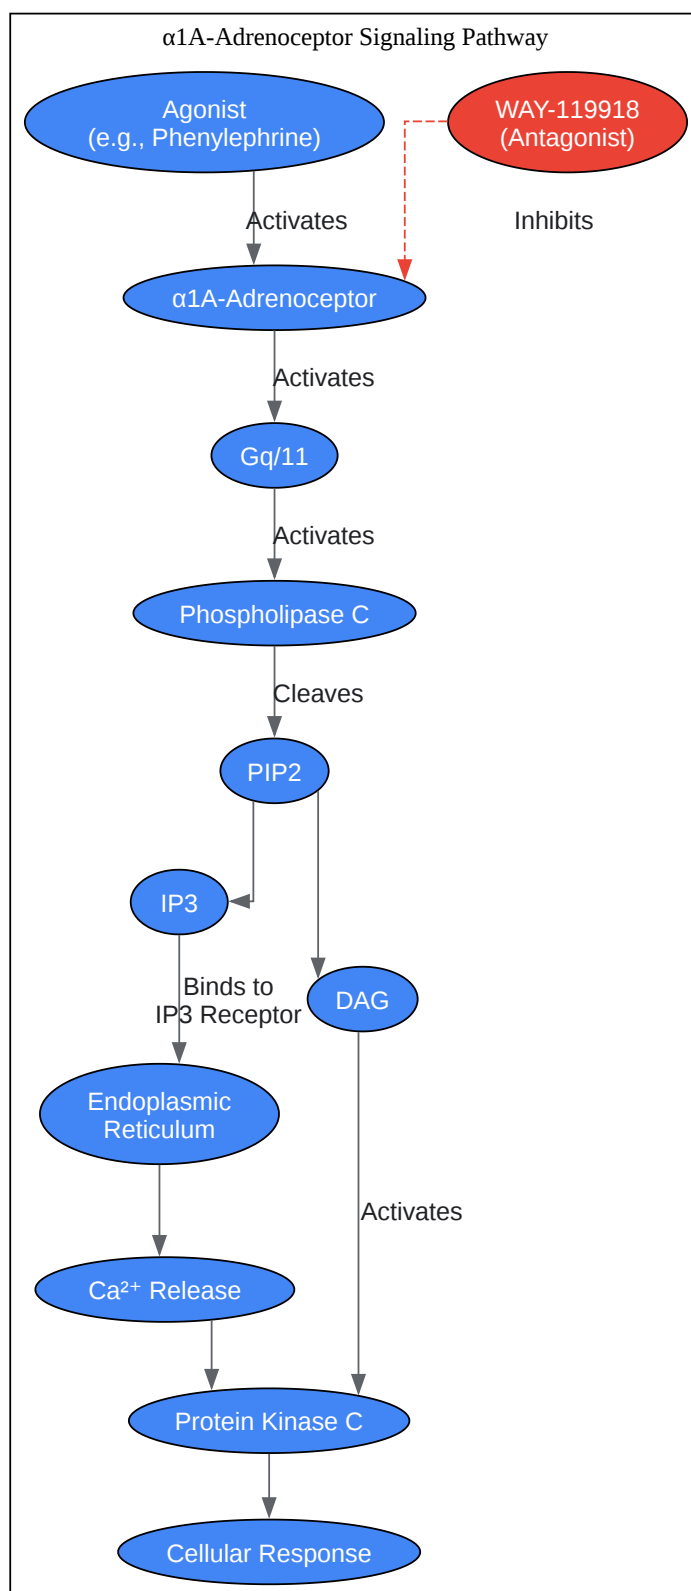 α1A-Adrenoceptor Signaling Pathway
Agonist
(e.g., Phenylephrine)
WAY-119918
(Antagonist)
Activates
Inhibits
α1A-Adrenoceptor
Activates
Gq/11
Activates
Phospholipase C
Cleaves
PIP2
IP3
Binds to
IP3 Receptor
DAG
Endoplasmic
Reticulum
Activates
Ca²⁺ Release
Protein Kinase C
Cellular Response